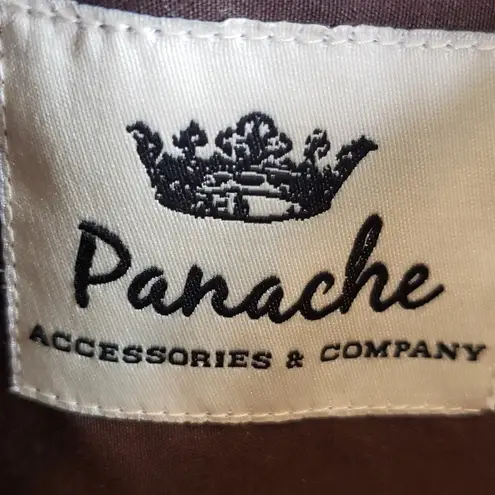 Panache
ACCESSORIES & COMPANY